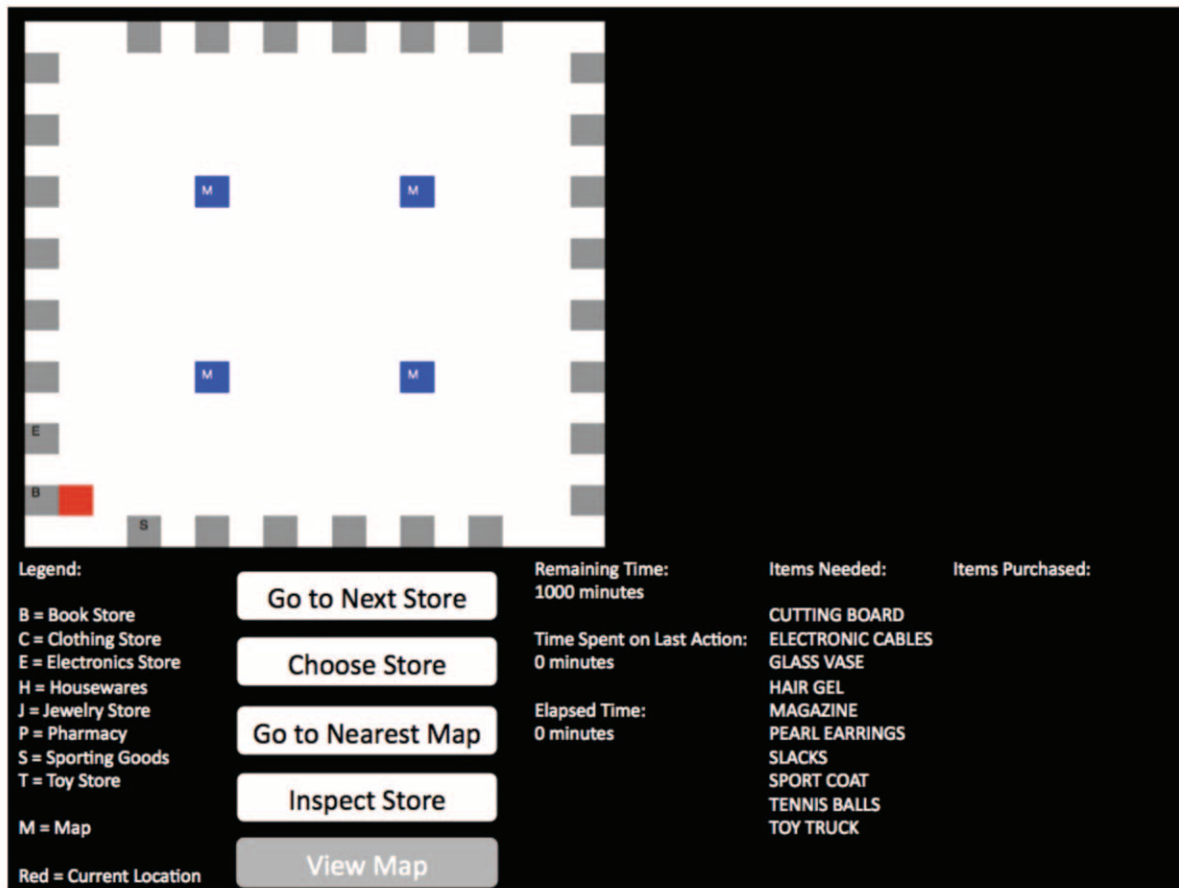 M M
M M
E
B
S
Legend:
B = Book Store
C = Clothing Store
E = Electronics Store
H = Housewares
J = Jewelry Store
P = Pharmacy
S = Sporting Goods
T = Toy Store
M = Map
Red = Current Location
Go to Next Store
Choose Store
Go to Nearest Map
Inspect Store
View Map
Remaining Time:
1000 minutes
Time Spent on Last Action:
0 minutes
Elapsed Time:
0 minutes
Items Needed:
CUTTING BOARD
ELECTRONIC CABLES
GLASS VASE
HAIR GEL
MAGAZINE
PEARL EARRINGS
SLACKS
SPORT COAT
TENNIS BALLS
TOY TRUCK
Items Purchased: